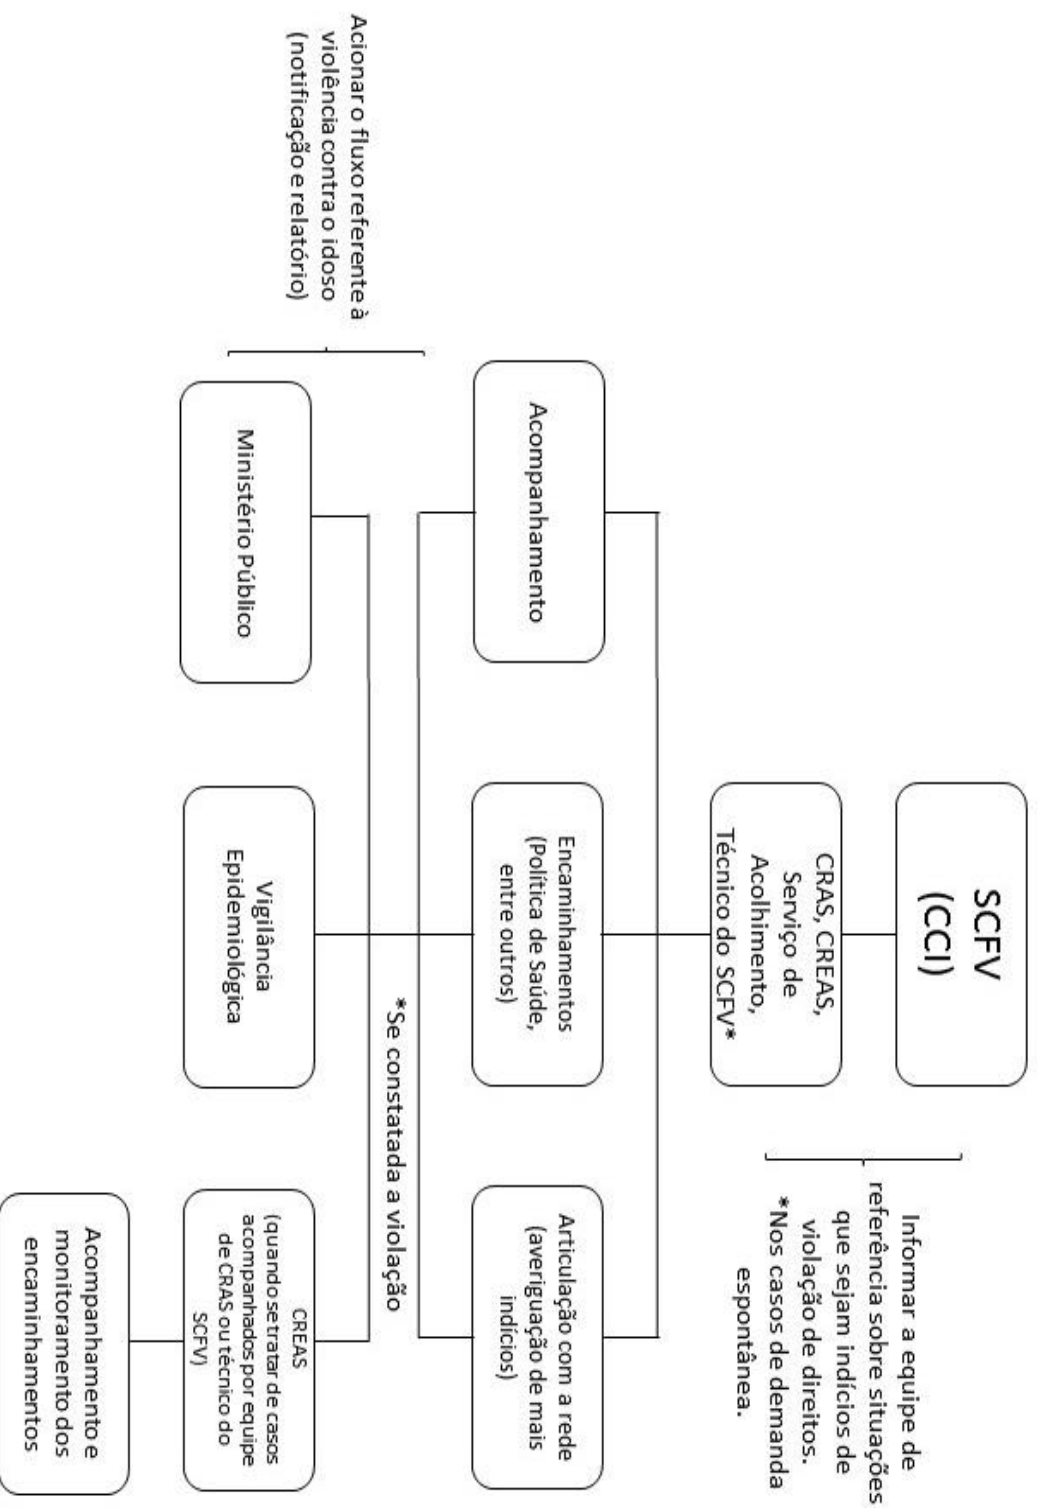 SCFV
(CCI)
Informar a equipe de
referência sobre situações
que sejam indícios de
violação de direitos.
*Nos casos de demanda
espontânea.
CRAS, CREAS,
Serviço de
Acolhimento,
Técnico do SCFV*
Acompanhamento
Encaminhamentos
(Política de Saúde,
entre outros)
Articulação com a rede
(averiguação de mais
indícios)
*Se constatada a violação
Acionar o fluxo referente à
violência contra o idoso
(notificação e relatório)
Ministério Público
Vigilância
Epidemiológica
CREAS
(quando se tratar de casos
acompanhados por equipe
de CRAS ou técnico do
SCFV)
Acompanhamento e
monitoramento dos
encaminhamentos